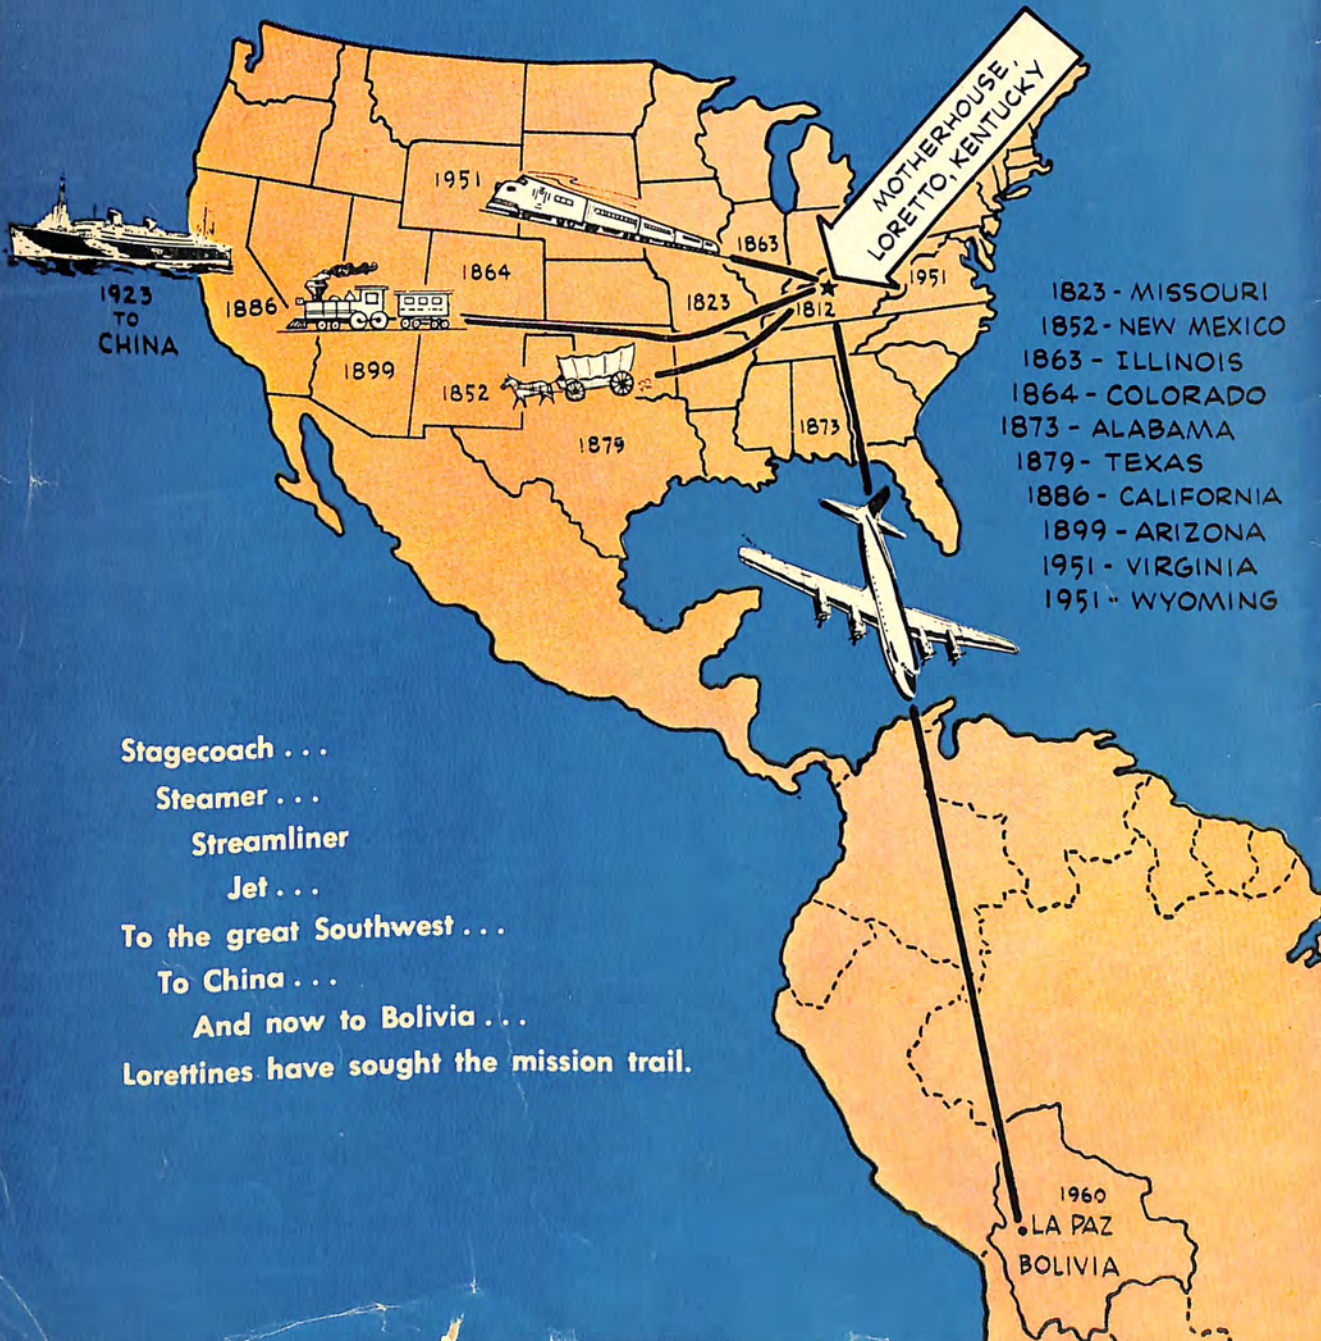 MOTHERHOUSE,
LORETTO, KENTUCKY
1951
1863
1864
1951
1823
1886
1812
1923
TO
CHINA
1899
1852
1873
1879
1823 - MISSOURI
1852 - NEW MEXICO
1863 - ILLINOIS
1864 - COLORADO
1873 - ALABAMA
1879 - TEXAS
1886 - CALIFORNIA
1899 - ARIZONA
1951 - VIRGINIA
1951 - WYOMING
Stagecoach . . .
Steamer . . .
Streamliner
Jet . . .
To the great Southwest . . .
To China . . .
And now to Bolivia . . .
Lorettines have sought the mission trail.
1960
LA PAZ
BOLIVIA